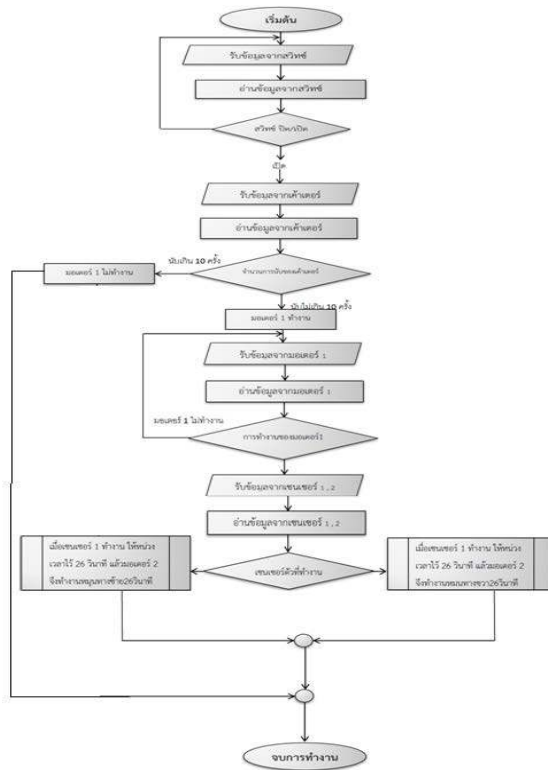 เริ่มต้น
รับข้อมูลจากสวิทซ์
อ่านข้อมูลจากสวิทซ์
สวิทซ์ ปิด/เปิด
เปิด
รับข้อมูลจากเค้าเตอร์
อ่านข้อมูลจากเค้าเตอร์
นับเกิน 10 ครั้ง
มอเตอร์ 1 ไม่ทำงาน
จำนวนการนับของเค้าเตอร์
นับไม่เกิน 10 ครั้ง
มอเตอร์ 1 ทำงาน
รับข้อมูลจากมอเตอร์ 1
อ่านข้อมูลจากมอเตอร์ 1
มอเตอร์ 1 ไม่ทำงาน
การทำงานของมอเตอร์1
รับข้อมูลจากเซนเซอร์ 1,2
อ่านข้อมูลจากเซนเซอร์ 1,2
เมื่อเซนเซอร์ 1 ทำงาน ให้หน่วง
เวลาไว้ 26 วินาที แล้วมอเตอร์ 2
จึงทำงานหมุนทางซ้าย26วินาที
เซนเซอร์ตัวที่ทำงาน
เมื่อเซนเซอร์ 1 ทำงาน ให้หน่วง
เวลาไว้ 26 วินาที แล้วมอเตอร์ 2
จึงทำงานหมุนทางขวา26วินาที
จบการทำงาน